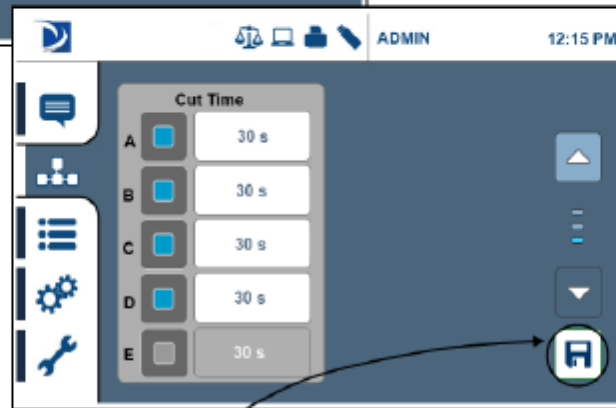 ADMIN 12:15 PM
Cut Time
A 30 s
B 30 s
C 30 s
D 30 s
E 30 s